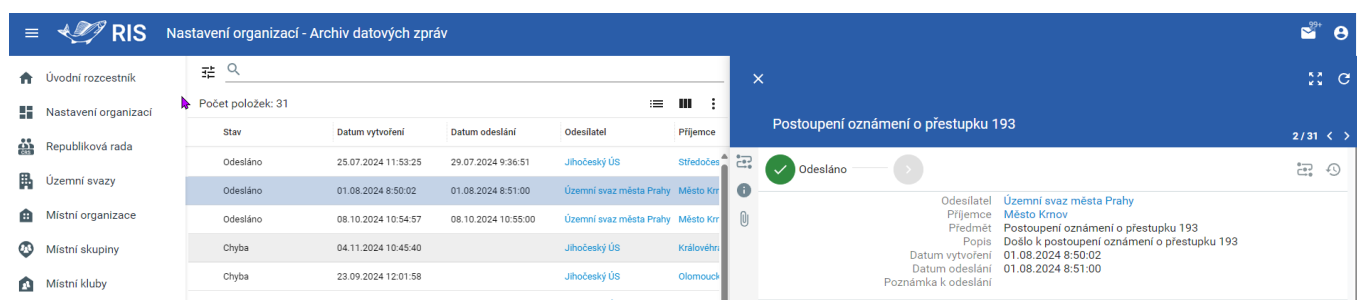 RIS Nastavení organizací - Archiv datových zpráv
99+
Úvodní rozcestník
Nastavení organizací
Republiková rada
Územní svazy
Místní organizace
Místní skupiny
Místní kluby
Počet položek: 31
Stav Datum vytvoření Datum odeslání Odesílatel Příjemce
Odesláno 25.07.2024 11:53:25 29.07.2024 9:36:51 Jihočeský ÚS Středočes
Odesláno 01.08.2024 8:50:02 01.08.2024 8:51:00 Územní svaz města Prahy Město Krr
Odesláno 08.10.2024 10:54:57 08.10.2024 10:55:00 Územní svaz města Prahy Město Krr
Chyba 04.11.2024 10:45:40 Jihočeský ÚS Královéhr
Chyba 23.09.2024 12:01:58 Jihočeský ÚS Olomouck
Postoupení oznámení o přestupku 193
2/31
Odesláno
Odesílatel Územní svaz města Prahy
Příjemce Město Krnov
Předmět Postoupení oznámení o přestupku 193
Popis Došlo k postoupení oznámení o přestupku 193
Datum vytvoření 01.08.2024 8:50:02
Datum odeslání 01.08.2024 8:51:00
Poznámka k odeslání